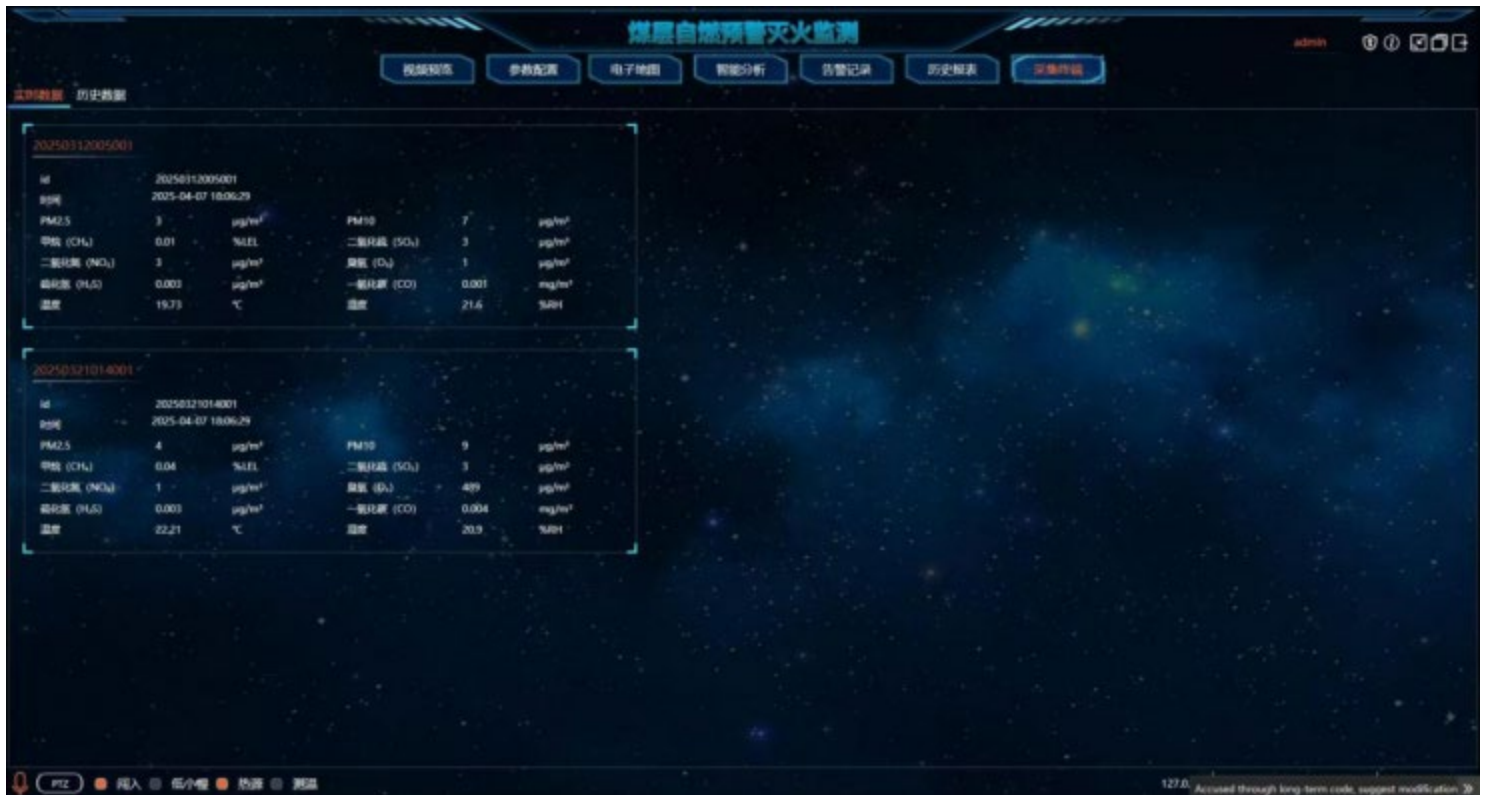 煤层自燃预警灭火监测
admin
视频预览 参数配置 电子地图 智能分析 告警记录 历史报表 采集终端
实时数据 历史数据
20250312005001
id 20250312005001
时间 2025-04-07 18:06:29
PM2.5 3 μg/m³ PM10 7 μg/m³
甲烷 (CH₄) 0.01 %LEL 二氧化硫 (SO₂) 3 μg/m³
二氧化氮 (NO₂) 3 μg/m³ 臭氧 (O₃) 1 μg/m³
硫化氢 (H₂S) 0.003 μg/m³ 一氧化碳 (CO) 0.001 mg/m³
温度 19.73 ℃ 湿度 21.6 %RH
20250321014001
id 20250321014001
时间 2025-04-07 18:06:29
PM2.5 4 μg/m³ PM10 9 μg/m³
甲烷 (CH₄) 0.04 %LEL 二氧化硫 (SO₂) 3 μg/m³
二氧化氮 (NO₂) 1 μg/m³ 臭氧 (O₃) 489 μg/m³
硫化氢 (H₂S) 0.003 μg/m³ 一氧化碳 (CO) 0.004 mg/m³
温度 22.21 ℃ 湿度 20.9 %RH
PTZ 闯入 低小慢 热源 测温
127.0. Accused through long-term code, suggest modification